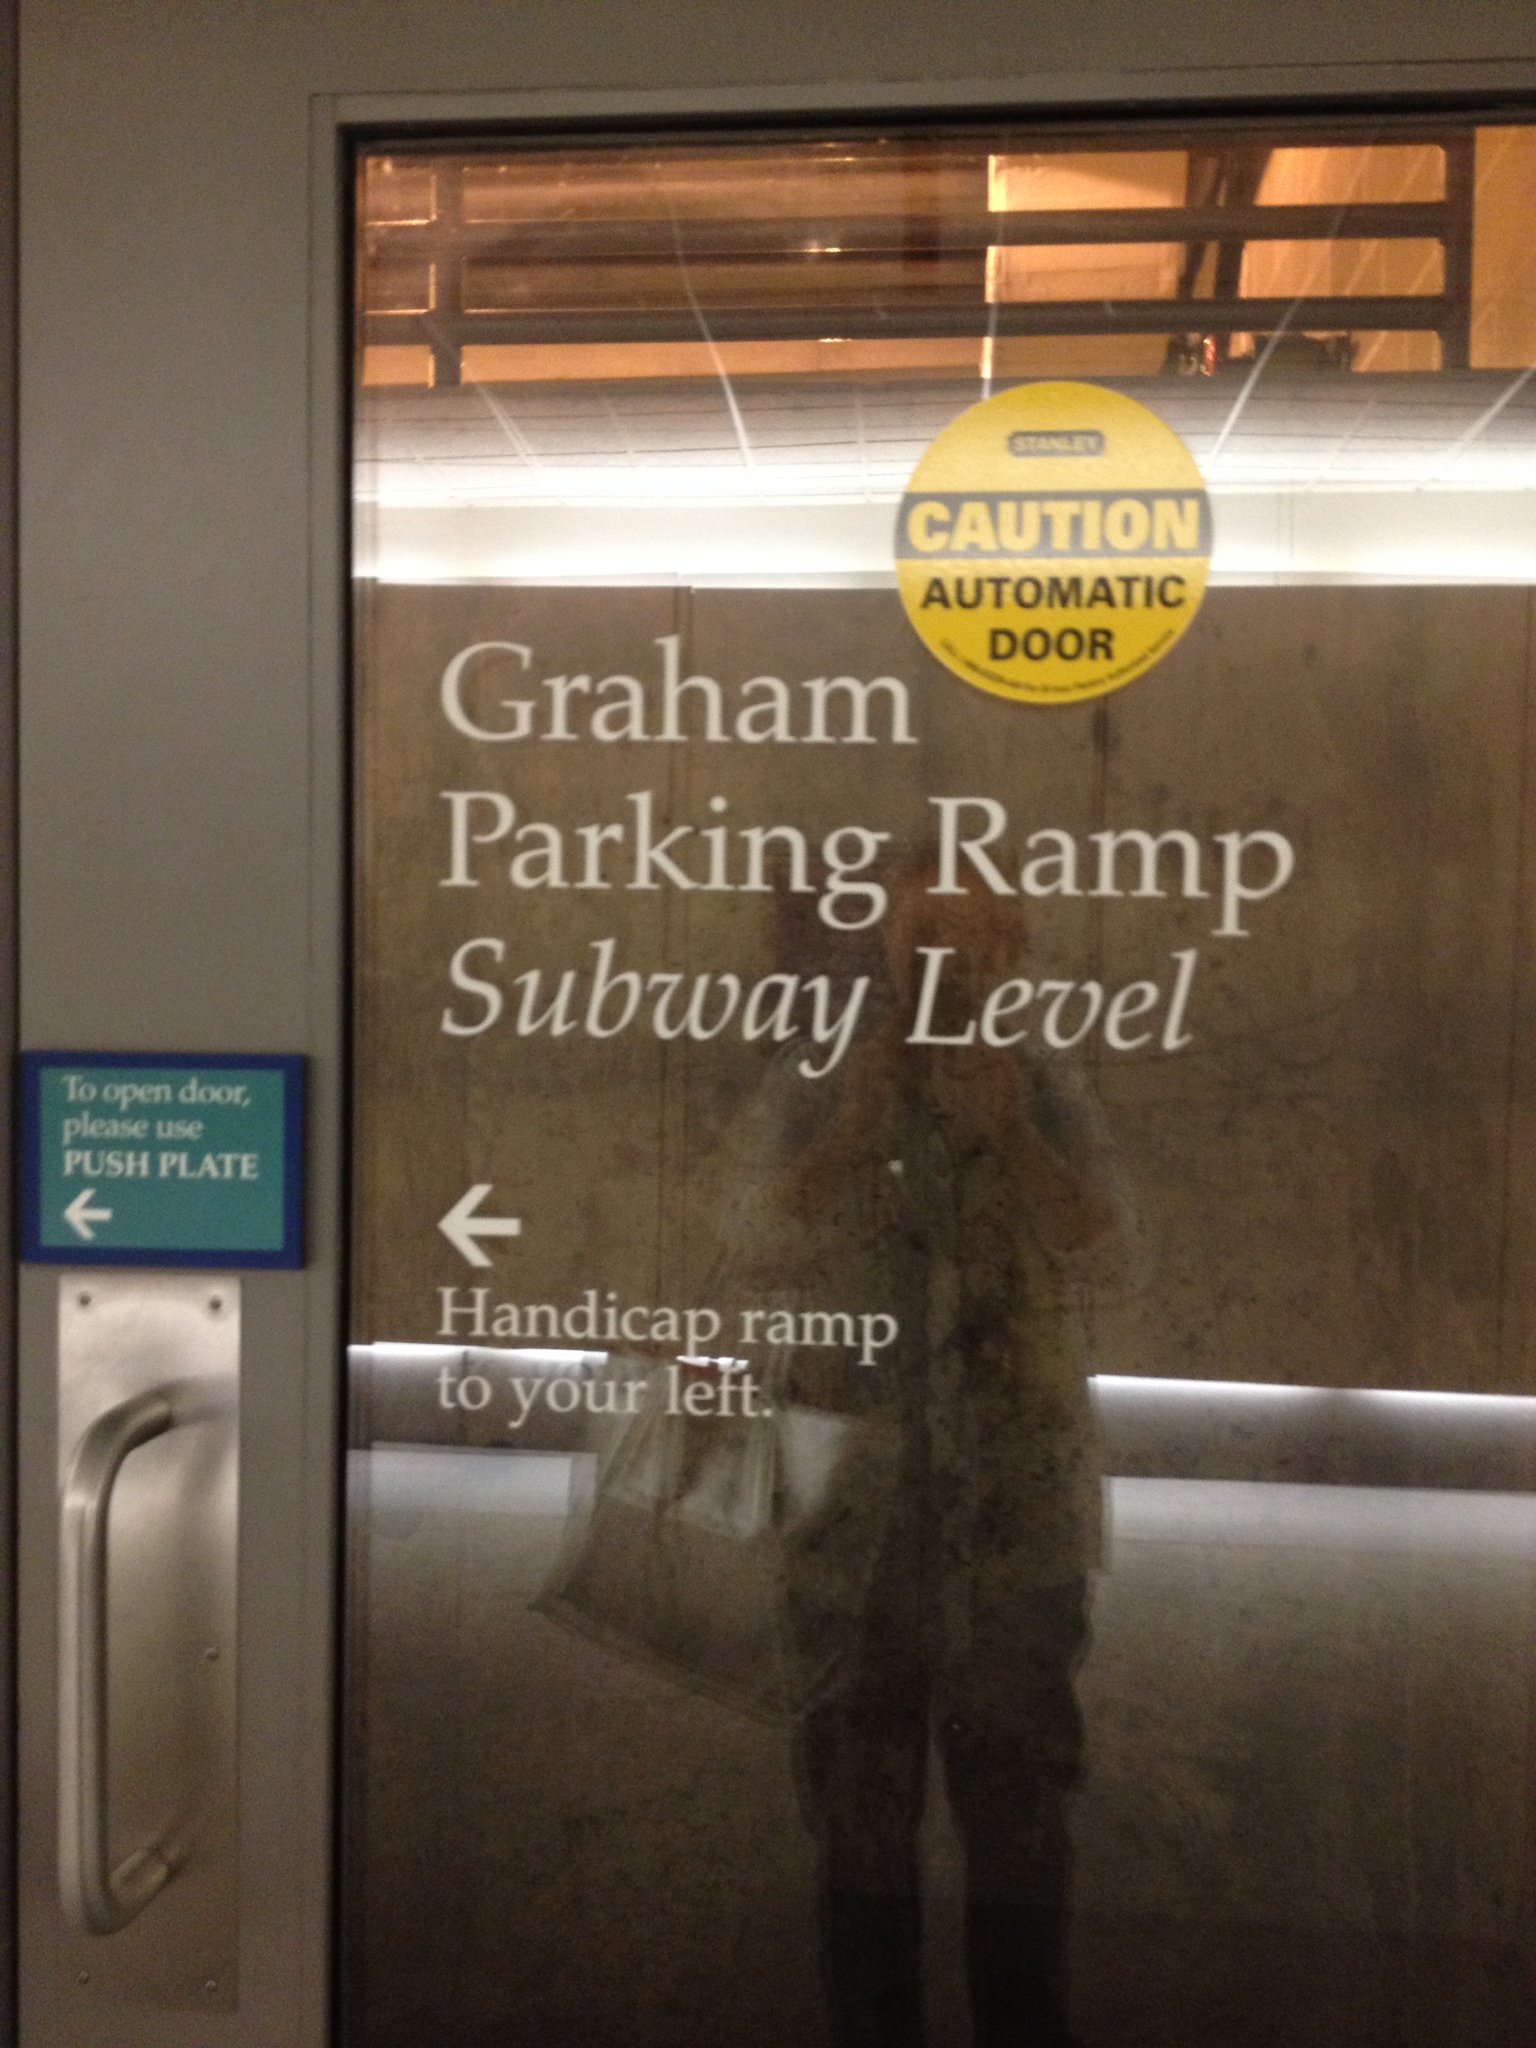 STANLEY
CAUTION
AUTOMATIC
DOOR
Graham
Parking Ramp
Subway Level
To open door,
please use
PUSH PLATE
←
←
Handicap ramp
to your left.